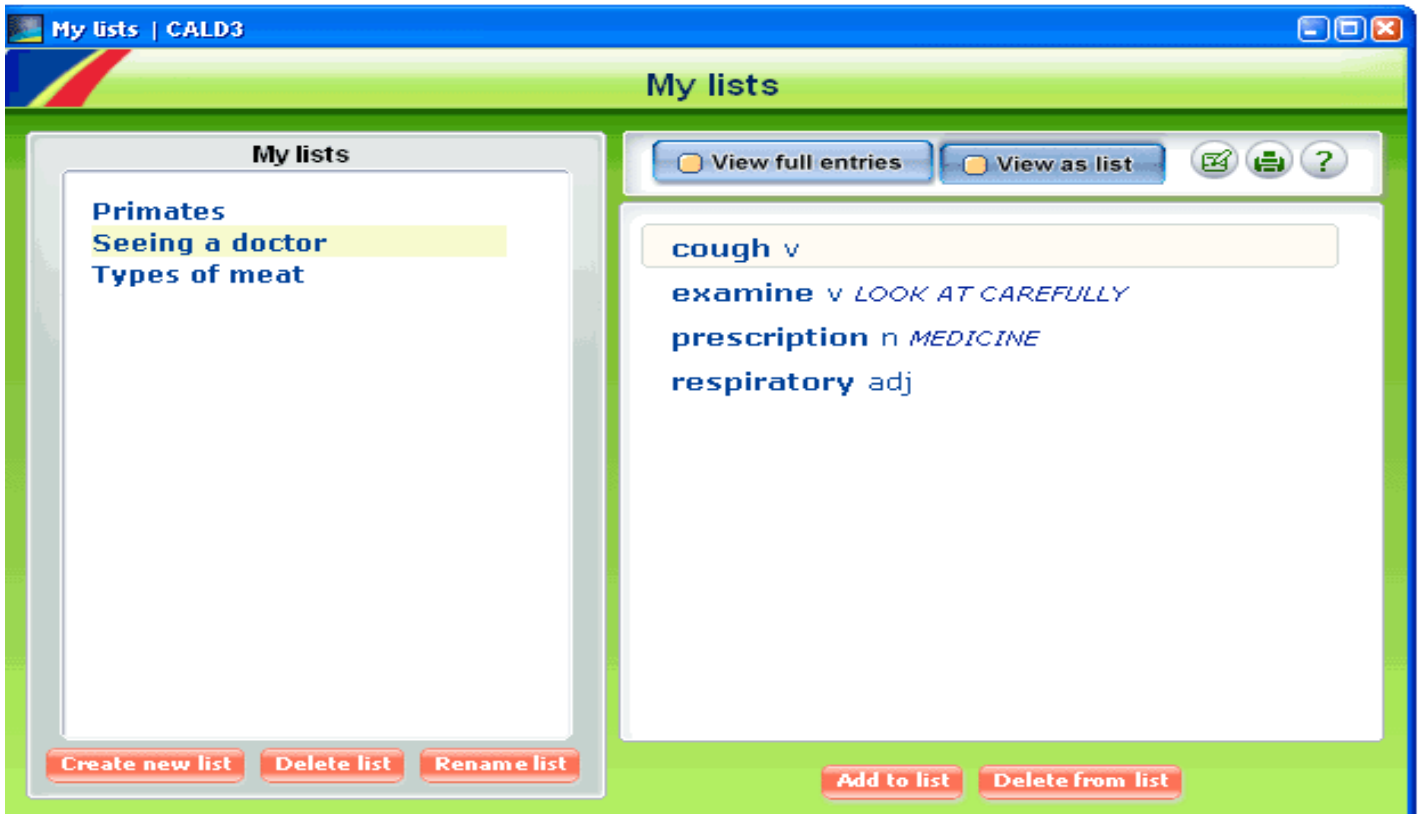 My lists | CALD3
My lists
My lists
Primates
Seeing a doctor
Types of meat
Create new list Delete list Rename list
View full entries View as list ?
cough v
examine v LOOK AT CAREFULLY
prescription n MEDICINE
respiratory adj
Add to list Delete from list